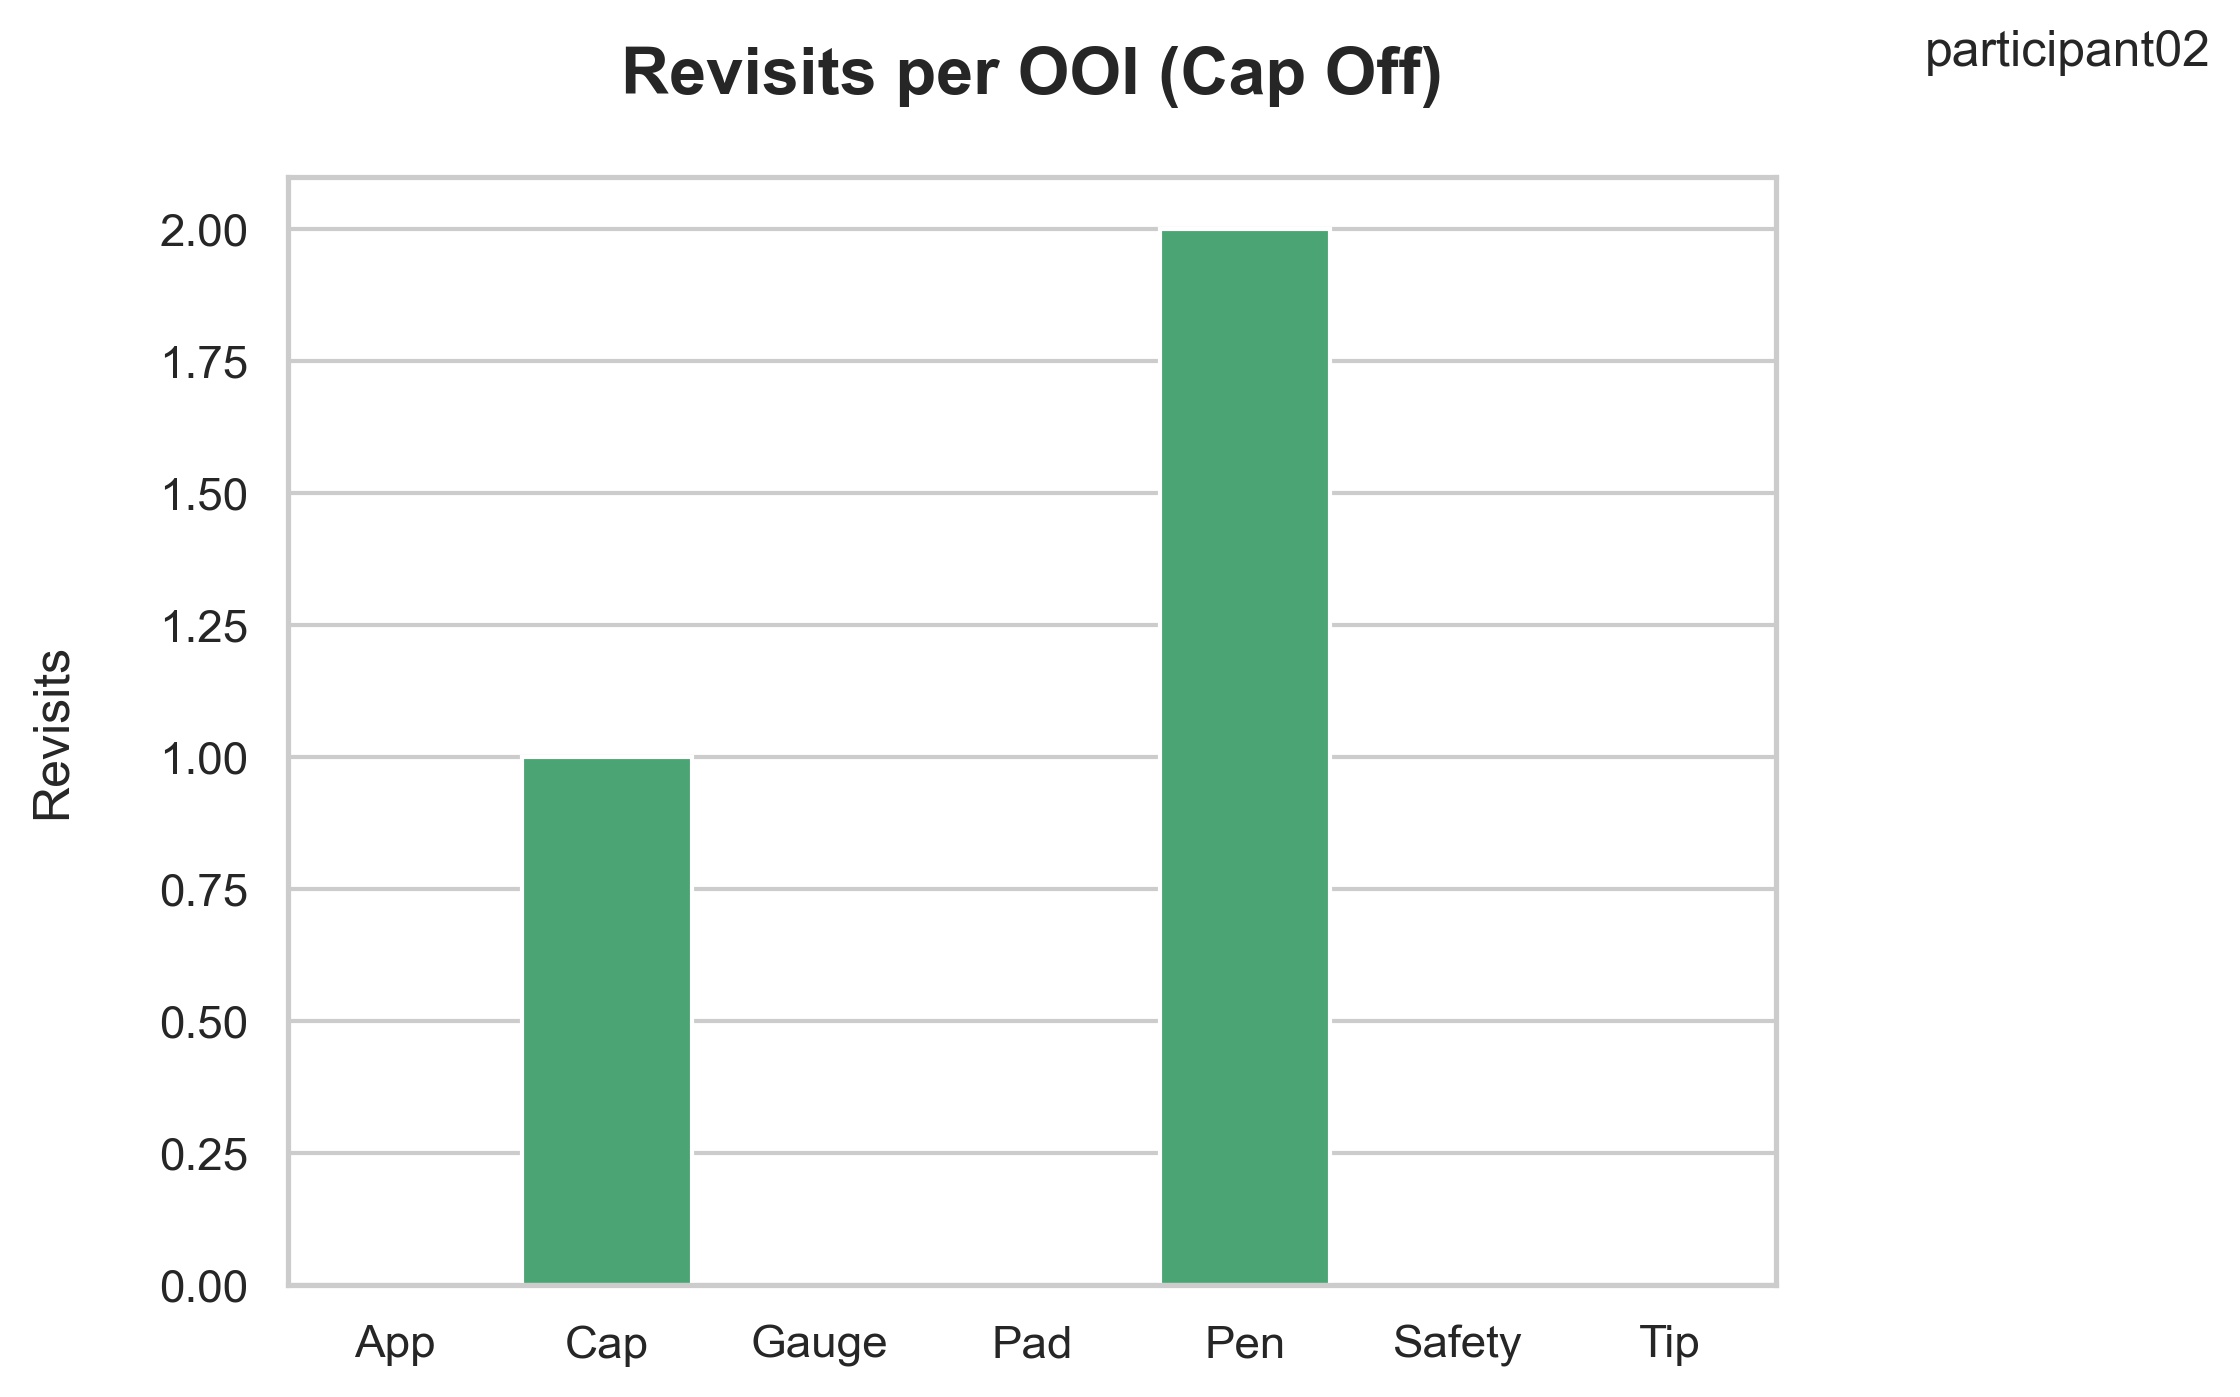 Revisits per OOI (Cap Off)
participant02
Revisits
2.00
1.75
1.50
1.25
1.00
0.75
0.50
0.25
0.00
App Cap Gauge Pad Pen Safety Tip